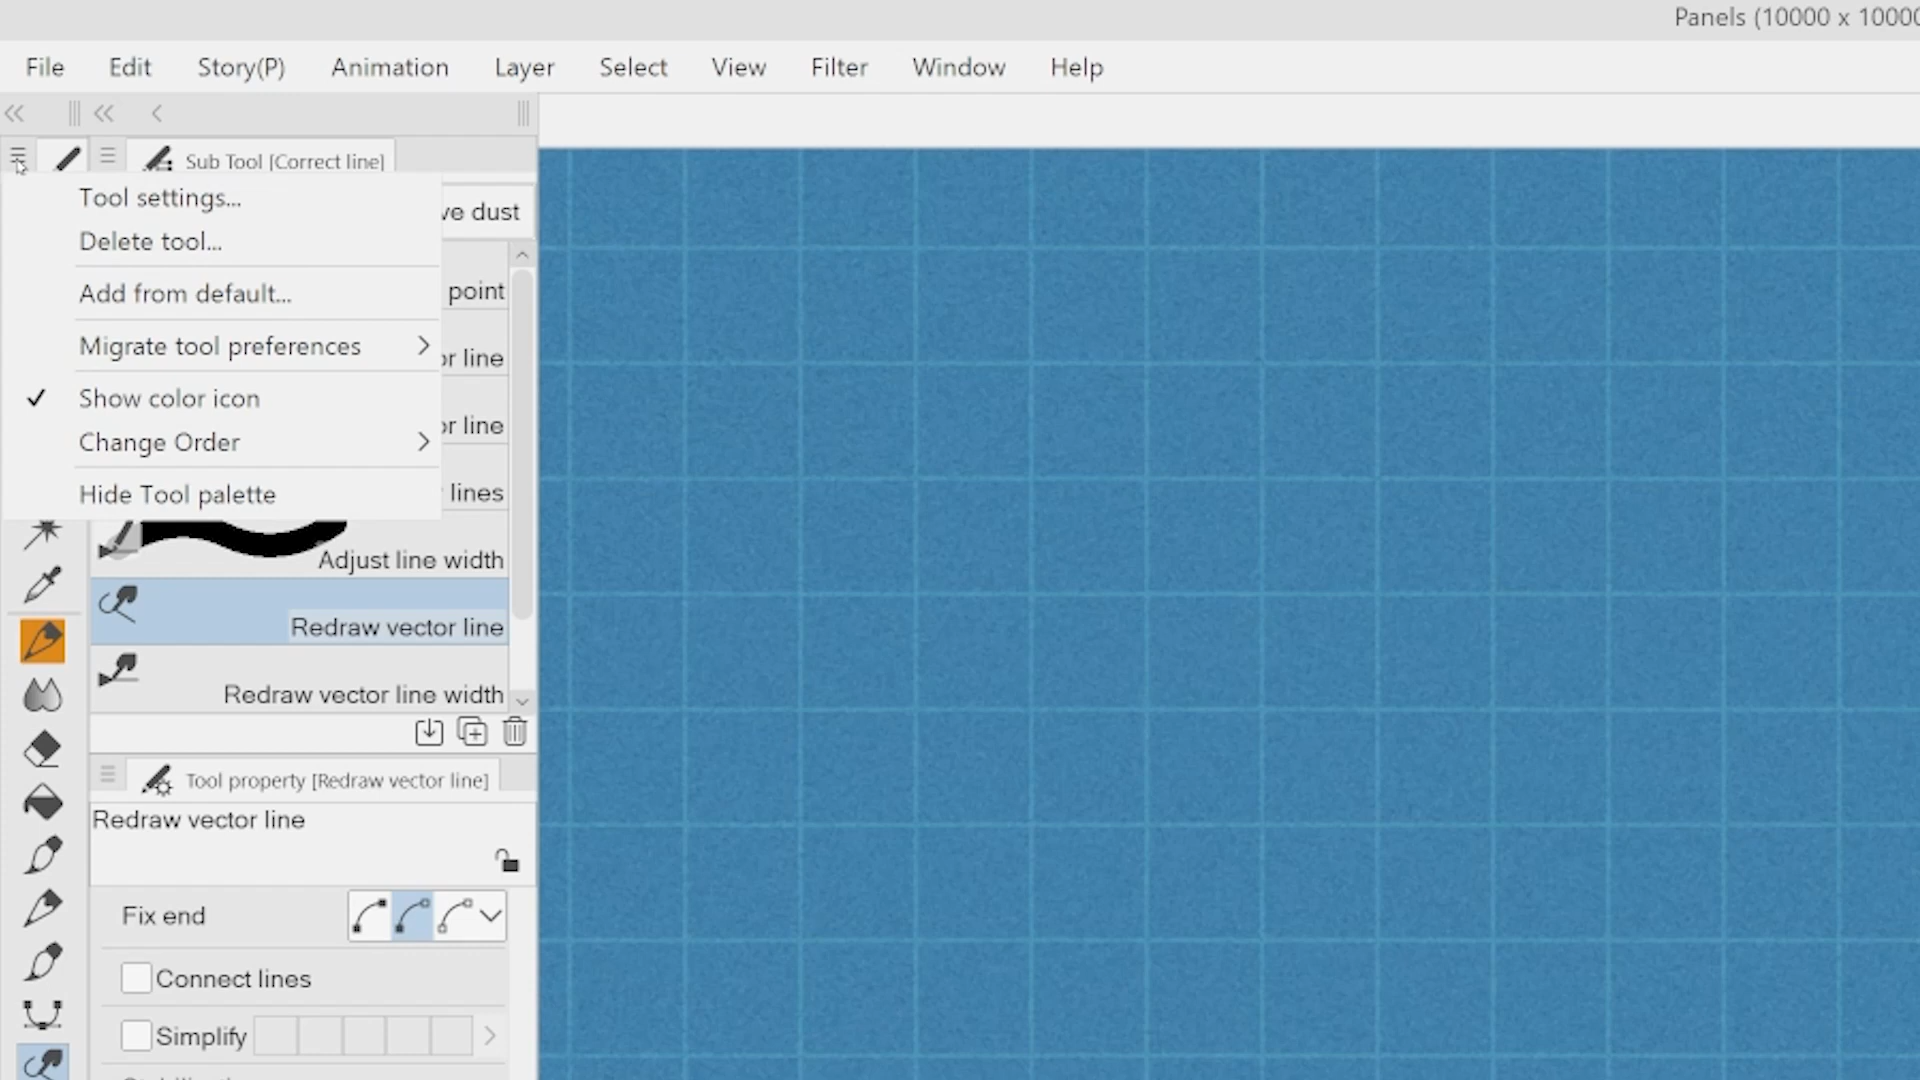 Panels (10000 x 10000
File Edit Story(P) Animation Layer Select View Filter Window Help
Sub Tool [Correct line]
Tool settings...
ve dust
Delete tool...
Add from default...
point
Migrate tool preferences
or line
Show color icon
or line
Change Order
lines
Hide Tool palette
Adjust line width
Redraw vector line
Redraw vector line width
Tool property [Redraw vector line]
Redraw vector line
Fix end
Connect lines
Simplify